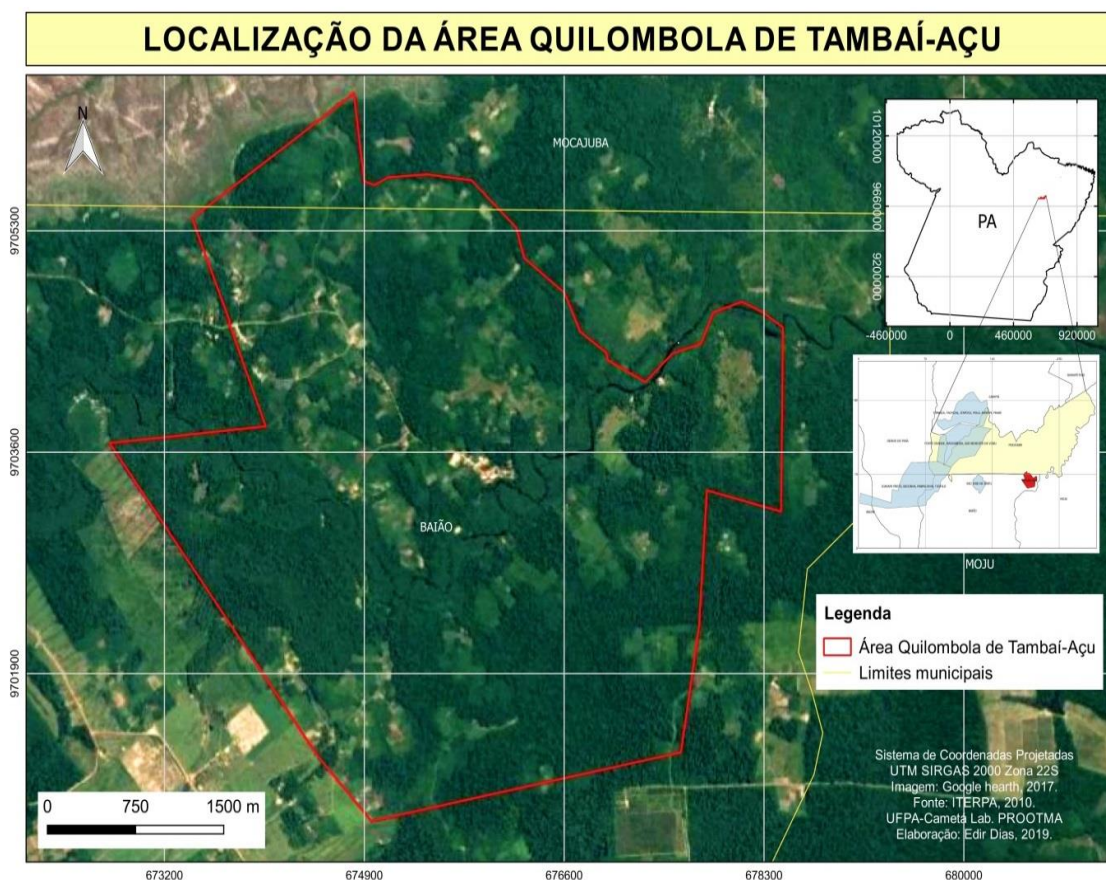 LOCALIZAÇÃO DA ÁREA QUILOMBOLA DE TAMBAÍ-AÇU
N
MOCAJUBA
BAIÃO
9705300
9703600
9701900
673200
674900
676600
678300
680000
0 750 1500 m
PA
10120000
9660000
9200000
-460000
0
460000
920000
MOJU
Legenda
Área Quilombola de Tambaí-Açu
Limites municipais
Sistema de Coordenadas Projetadas
UTM SIRGAS 2000 Zona 22S
Imagem: Google hearth, 2017.
Fonte: ITERPA, 2010.
UFPA-Cameta Lab. PROOTMA
Elaboração: Edir Dias, 2019.